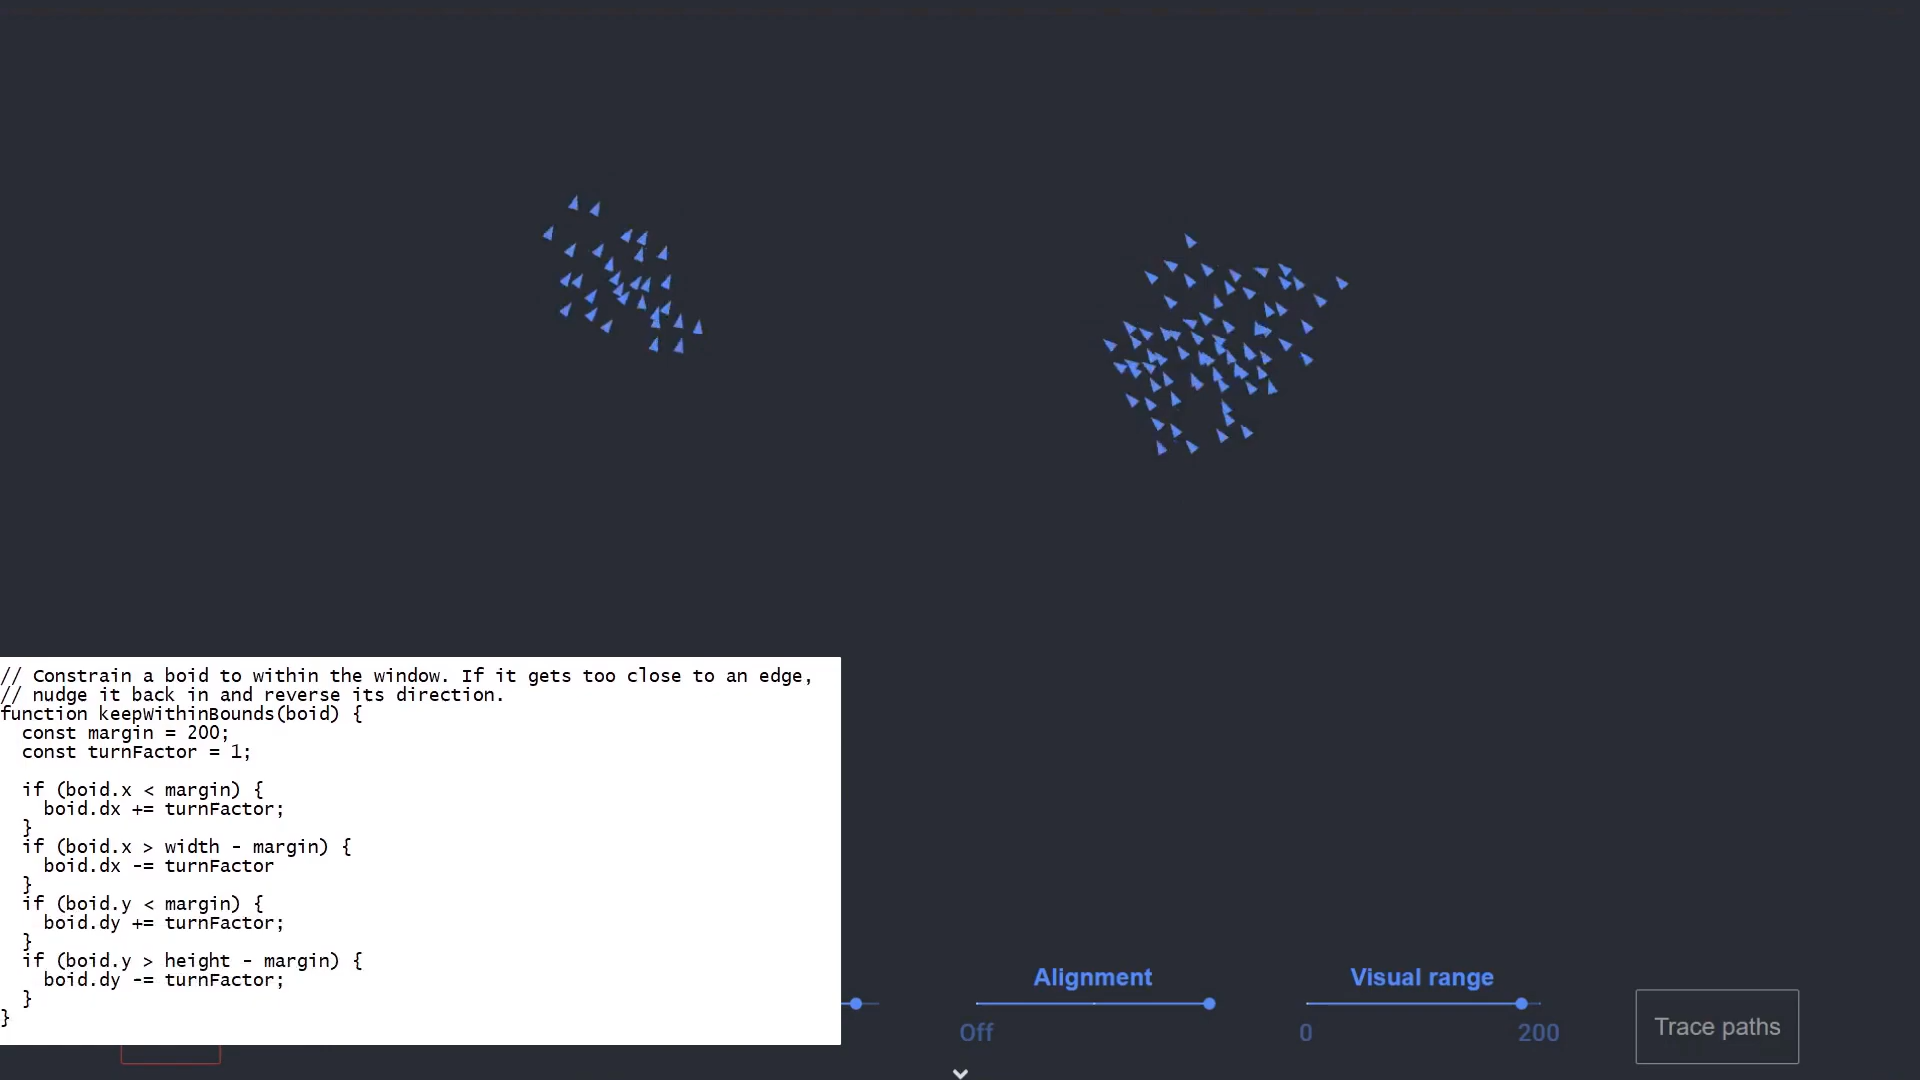 // Constrain a boid to within the window. If it gets too close to an edge,
// nudge it back in and reverse its direction.
function keepWithinBounds(boid) {
  const margin = 200;
  const turnFactor = 1;

  if (boid.x < margin) {
    boid.dx += turnFactor;
  }
  if (boid.x > width - margin) {
    boid.dx -= turnFactor
  }
  if (boid.y < margin) {
    boid.dy += turnFactor;
  }
  if (boid.y > height - margin) {
    boid.dy -= turnFactor;
  }
}
Alignment
Off
Visual range
0 200
Trace paths